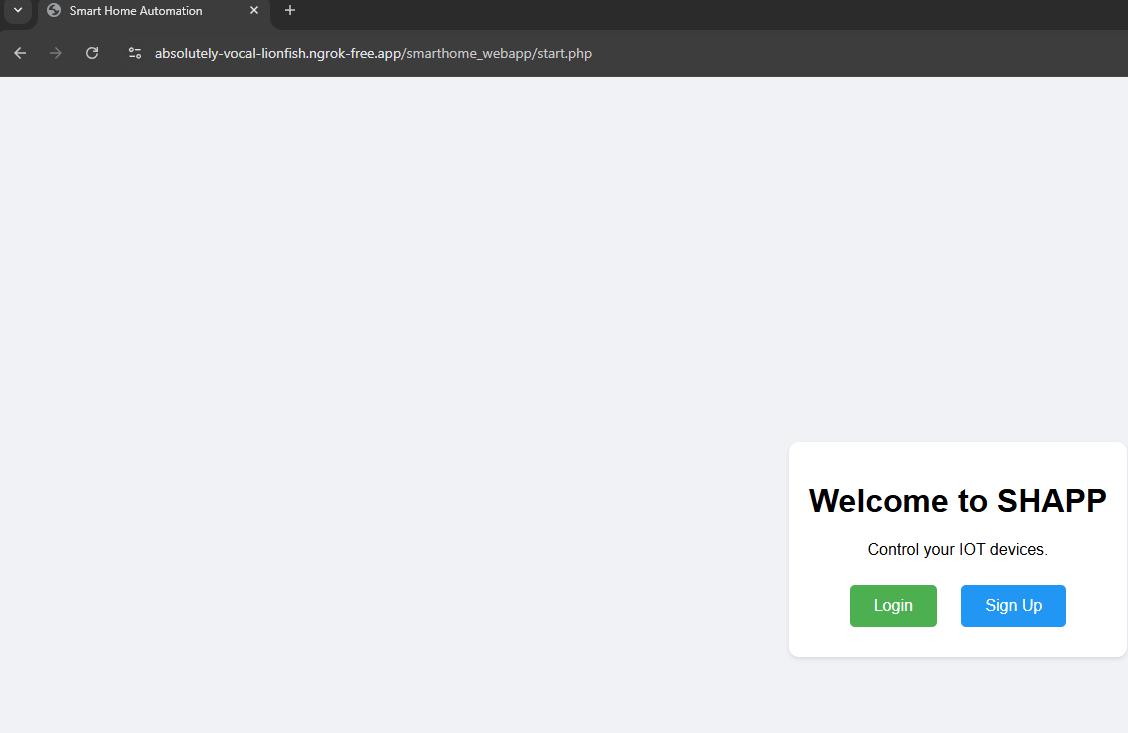 Smart Home Automation
absolutely-vocal-lionfish.ngrok-free.app/smarthome_webapp/start.php
Welcome to SHAPP
Control your IOT devices.
Login Sign Up